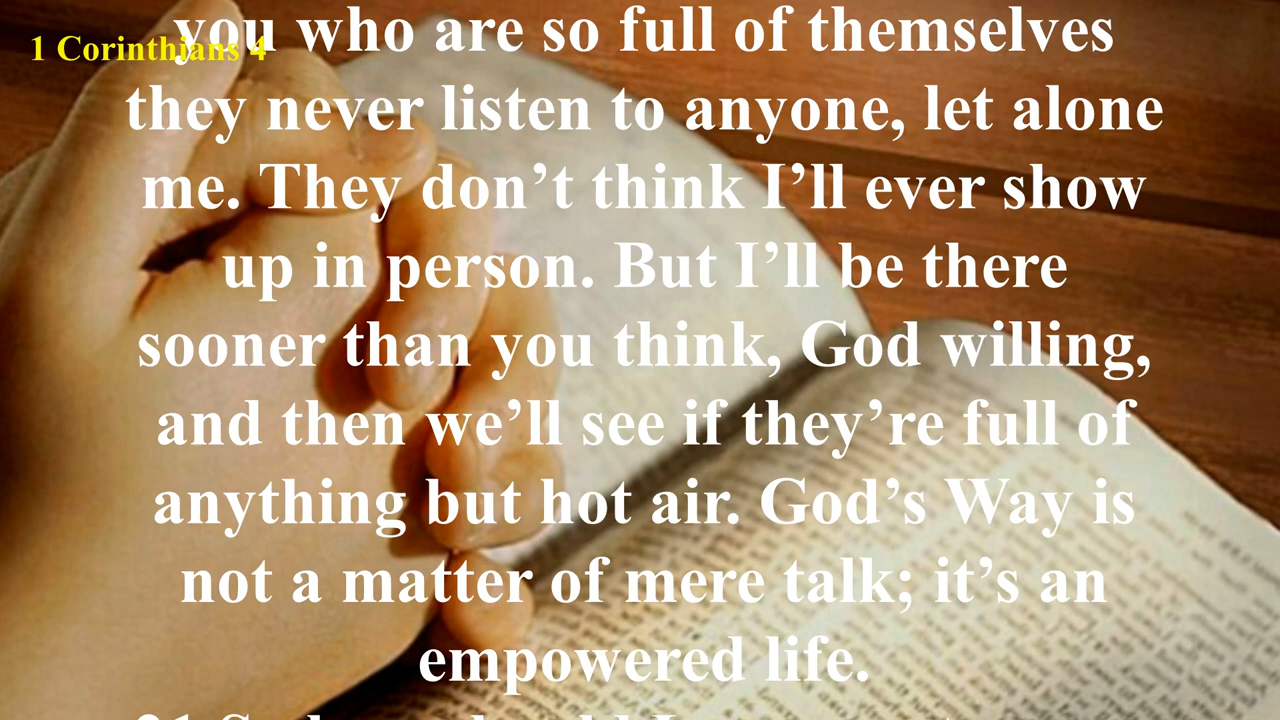 1 Corinthians 4
you who are so full of themselves
they never listen to anyone, let alone
me. They don’t think I’ll ever show
up in person. But I’ll be there
sooner than you think, God willing,
and then we’ll see if they’re full of
anything but hot air. God’s Way is
not a matter of mere talk; it’s an
empowered life.